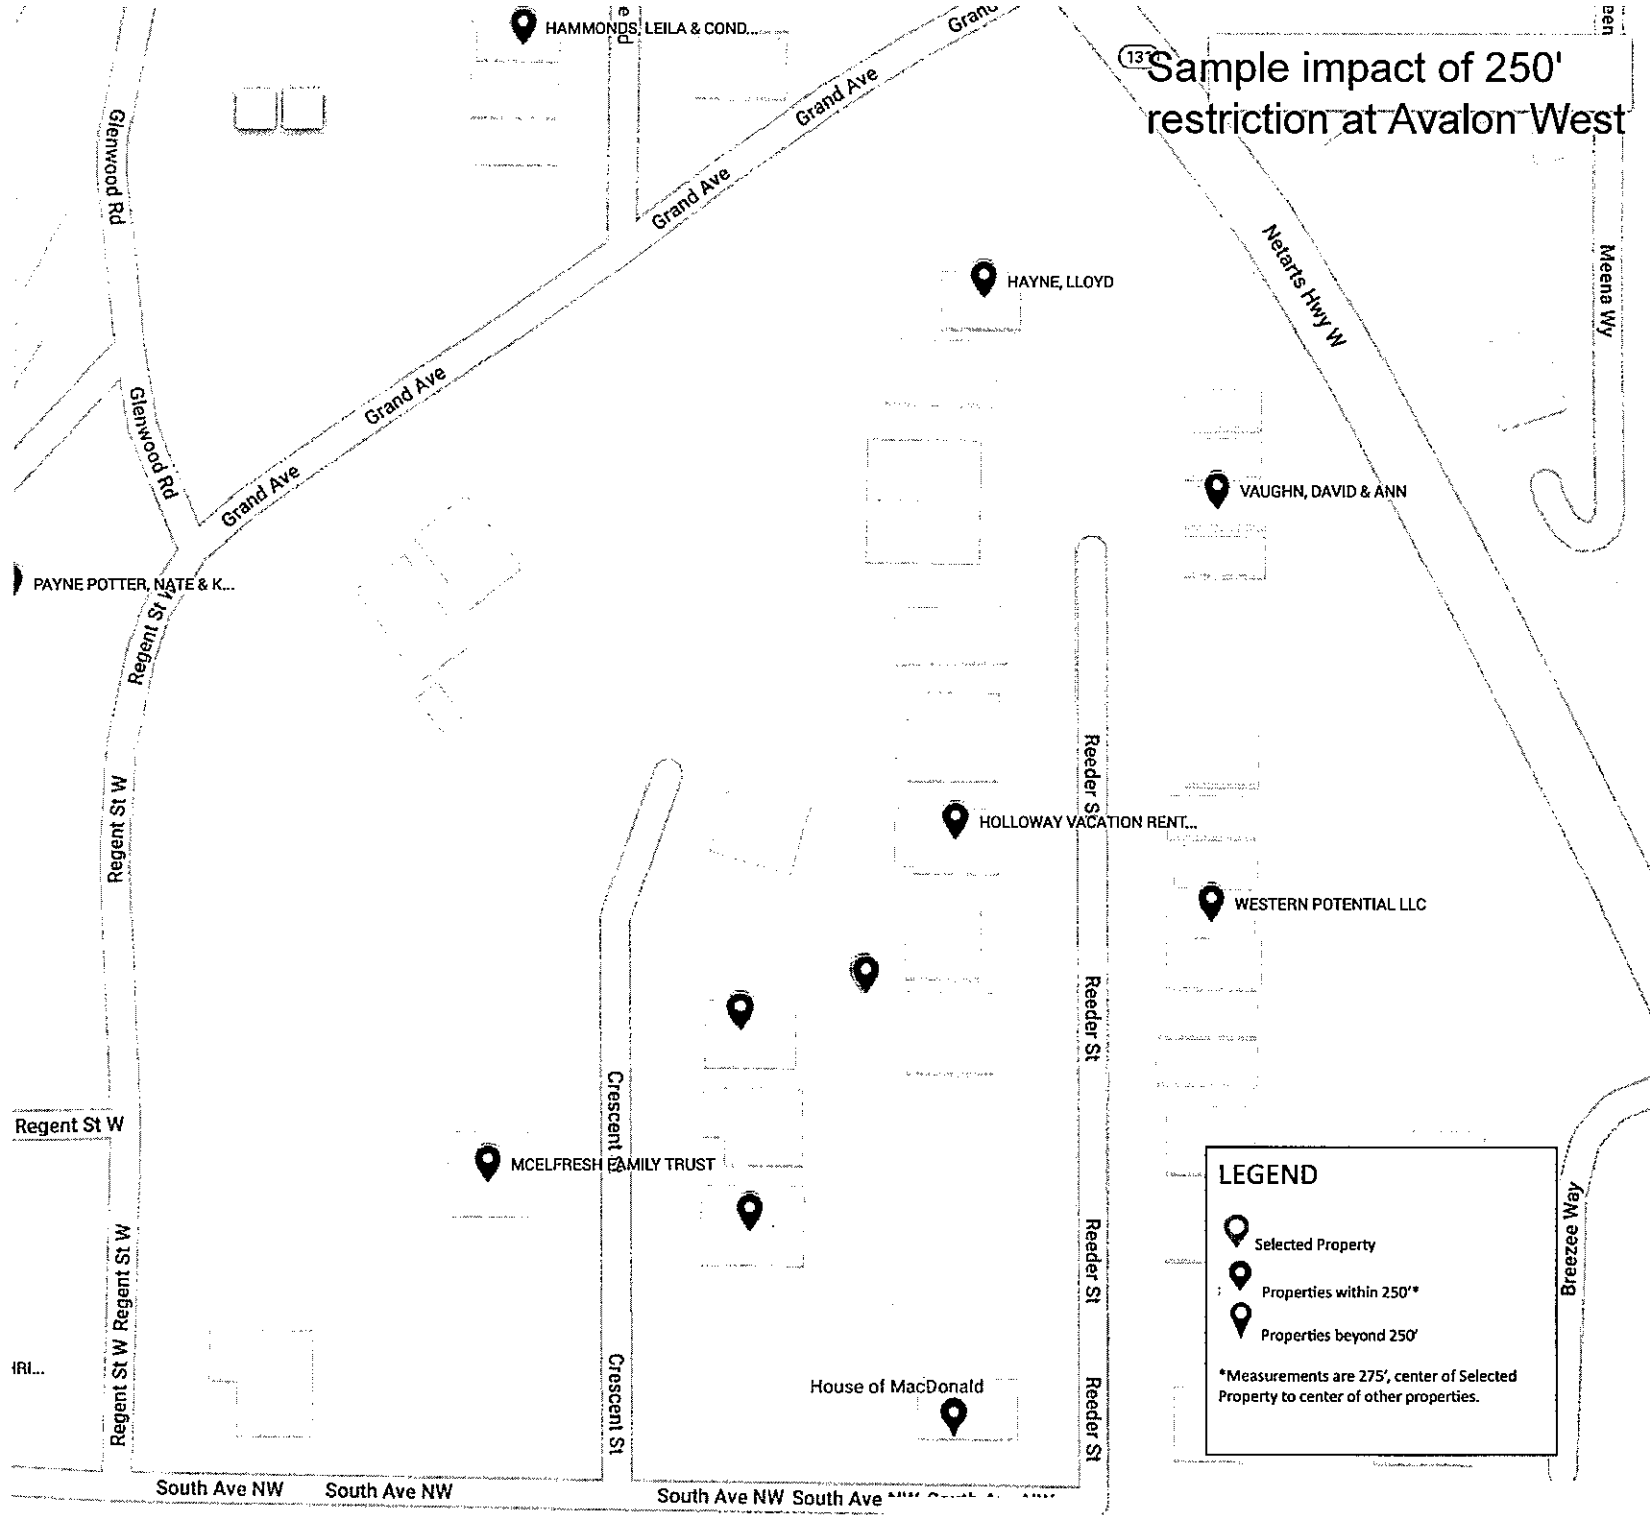 HAMMONDS, LEILA & COND...
Grand
Sample impact of 250'
restriction at Avalon West
Grand Ave
Glenwood Rd
Grand Ave
HAYNE, LLOYD
Netarts Hwy W
Meena Wy
Grand Ave
Glenwood Rd
Grand Ave
VAUGHN, DAVID & ANN
PAYNE POTTER, NATE & K...
Regent St W
Reeder St
Regent St W
HOLLOWAY VACATION RENT...
WESTERN POTENTIAL LLC
Reeder St
Regent St W
Crescent St
MCELFRESH FAMILY TRUST
LEGEND
Selected Property
Properties within 250'*
Properties beyond 250'
*Measurements are 275', center of Selected
Property to center of other properties.
Breezee Way
Regent St W
Reeder St
Regent St W
IRI...
Crescent St
House of MacDonald
Reeder St
South Ave NW
South Ave NW
South Ave NW
South Ave